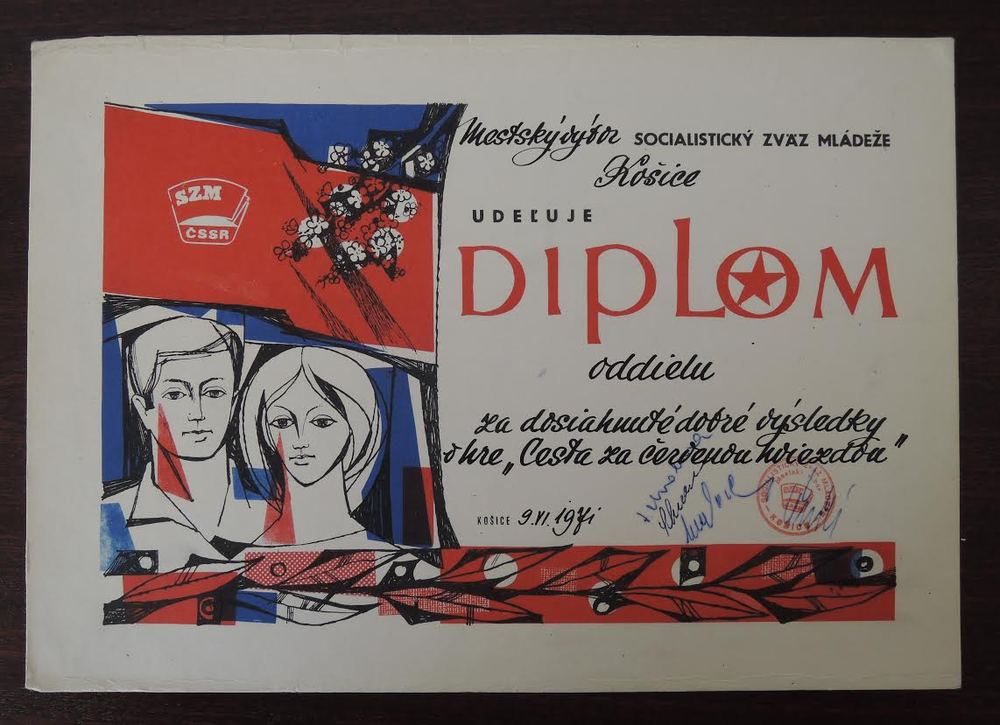 Mestský výbor SOCIALISTICKÝ ZVÄZ MLÁDEŽE
Košice
SZM
ČSSR
UDEĽUJE
DIPLOM
oddielu
za dosiahnuté dobré výsledky
v hre „Cesta za červenou hviezdou"
KOŠICE 9.VI.1971